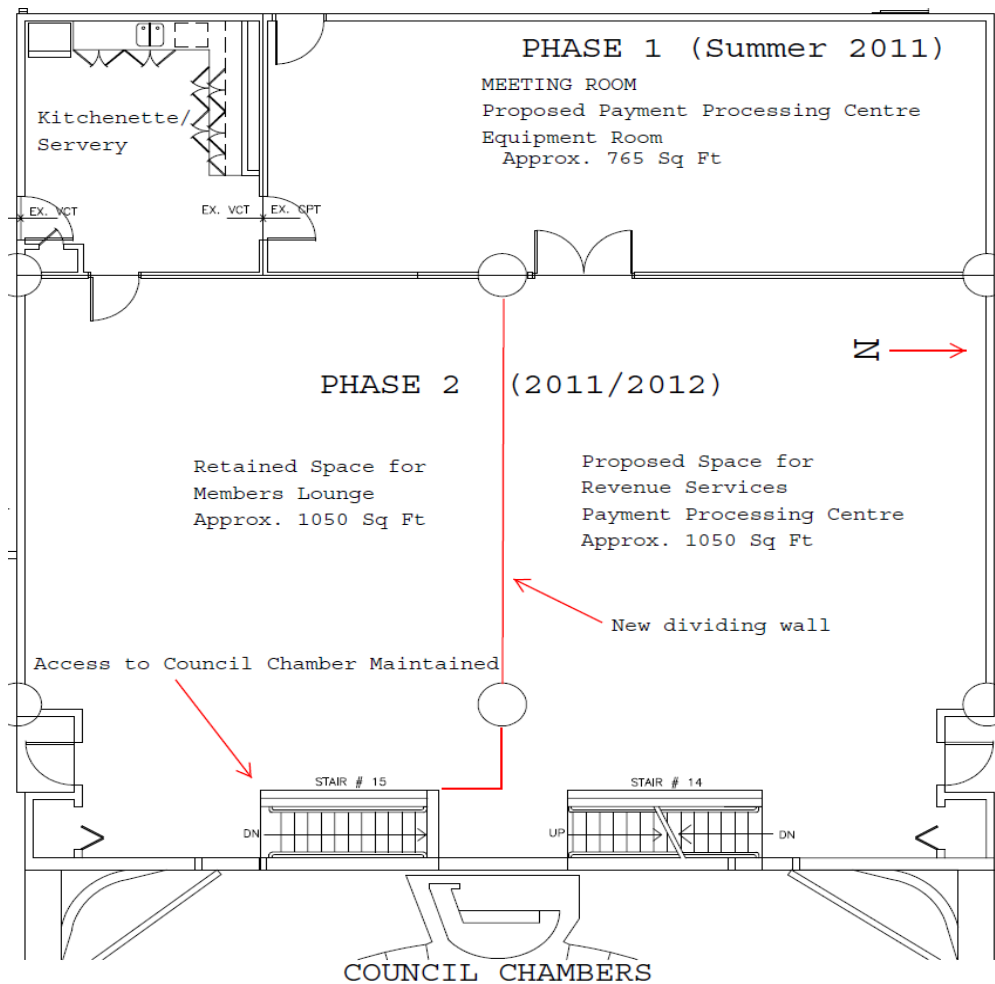 PHASE 1 (Summer 2011)
MEETING ROOM
Proposed Payment Processing Centre
Equipment Room
Approx. 765 Sq Ft
Kitchenette/
Servery
EX. VCT
EX. VCT
EX. CPT
N
PHASE 2 (2011/2012)
Retained Space for
Members Lounge
Approx. 1050 Sq Ft
Proposed Space for
Revenue Services
Payment Processing Centre
Approx. 1050 Sq Ft
New dividing wall
Access to Council Chamber Maintained
STAIR # 15
STAIR # 14
DN
UP
DN
COUNCIL CHAMBERS